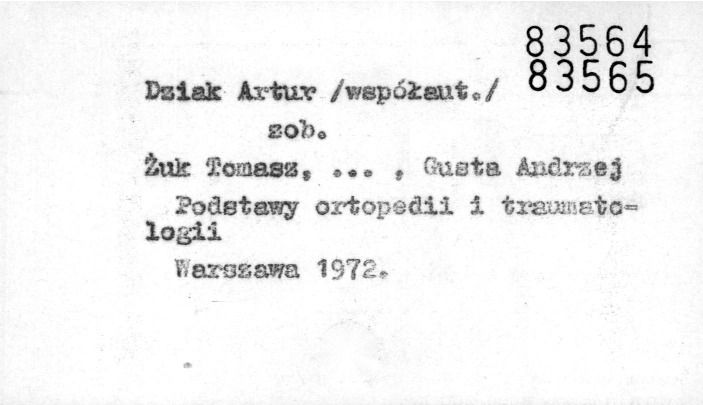 83564
83565
Dziak Artur /współaut./
zob.
Żuk Tomasz, ... , Gusta Andrzej
Podstawy ortopedii i traumato-
logii
Warszawa 1972.